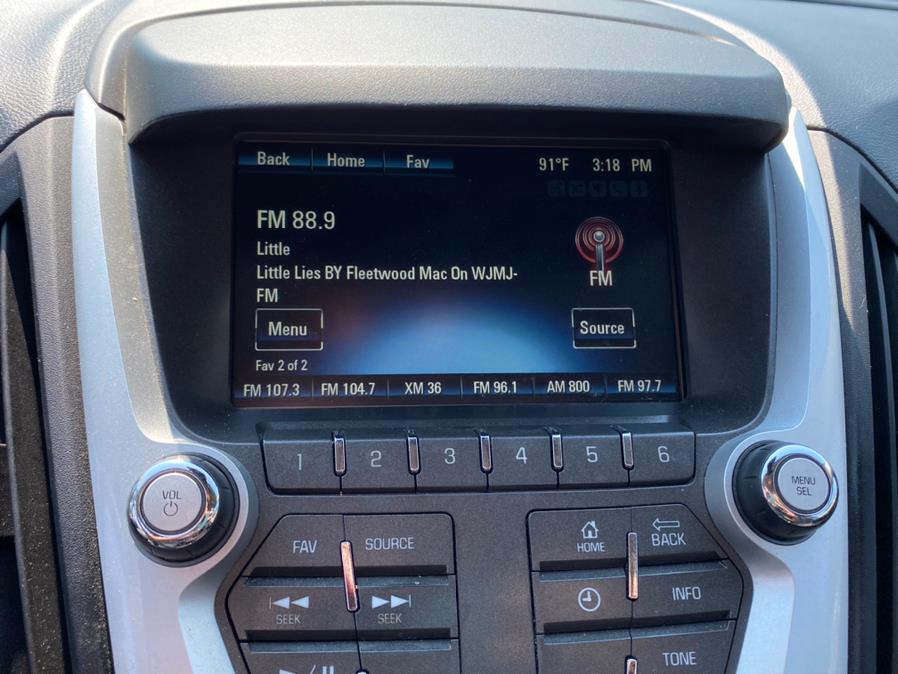 Back Home Fav 91°F 3:18 PM
FM 88.9
Little
Little Lies BY Fleetwood Mac On WJMJ-
FM
FM
Menu
Source
Fav 2 of 2
FM 107.3 FM 104.7 XM 36 FM 96.1 AM 800 FM 97.7
1 2 3 4 5 6
VOL
MENU
SEL
FAV SOURCE
HOME
BACK
SEEK SEEK
INFO
TONE